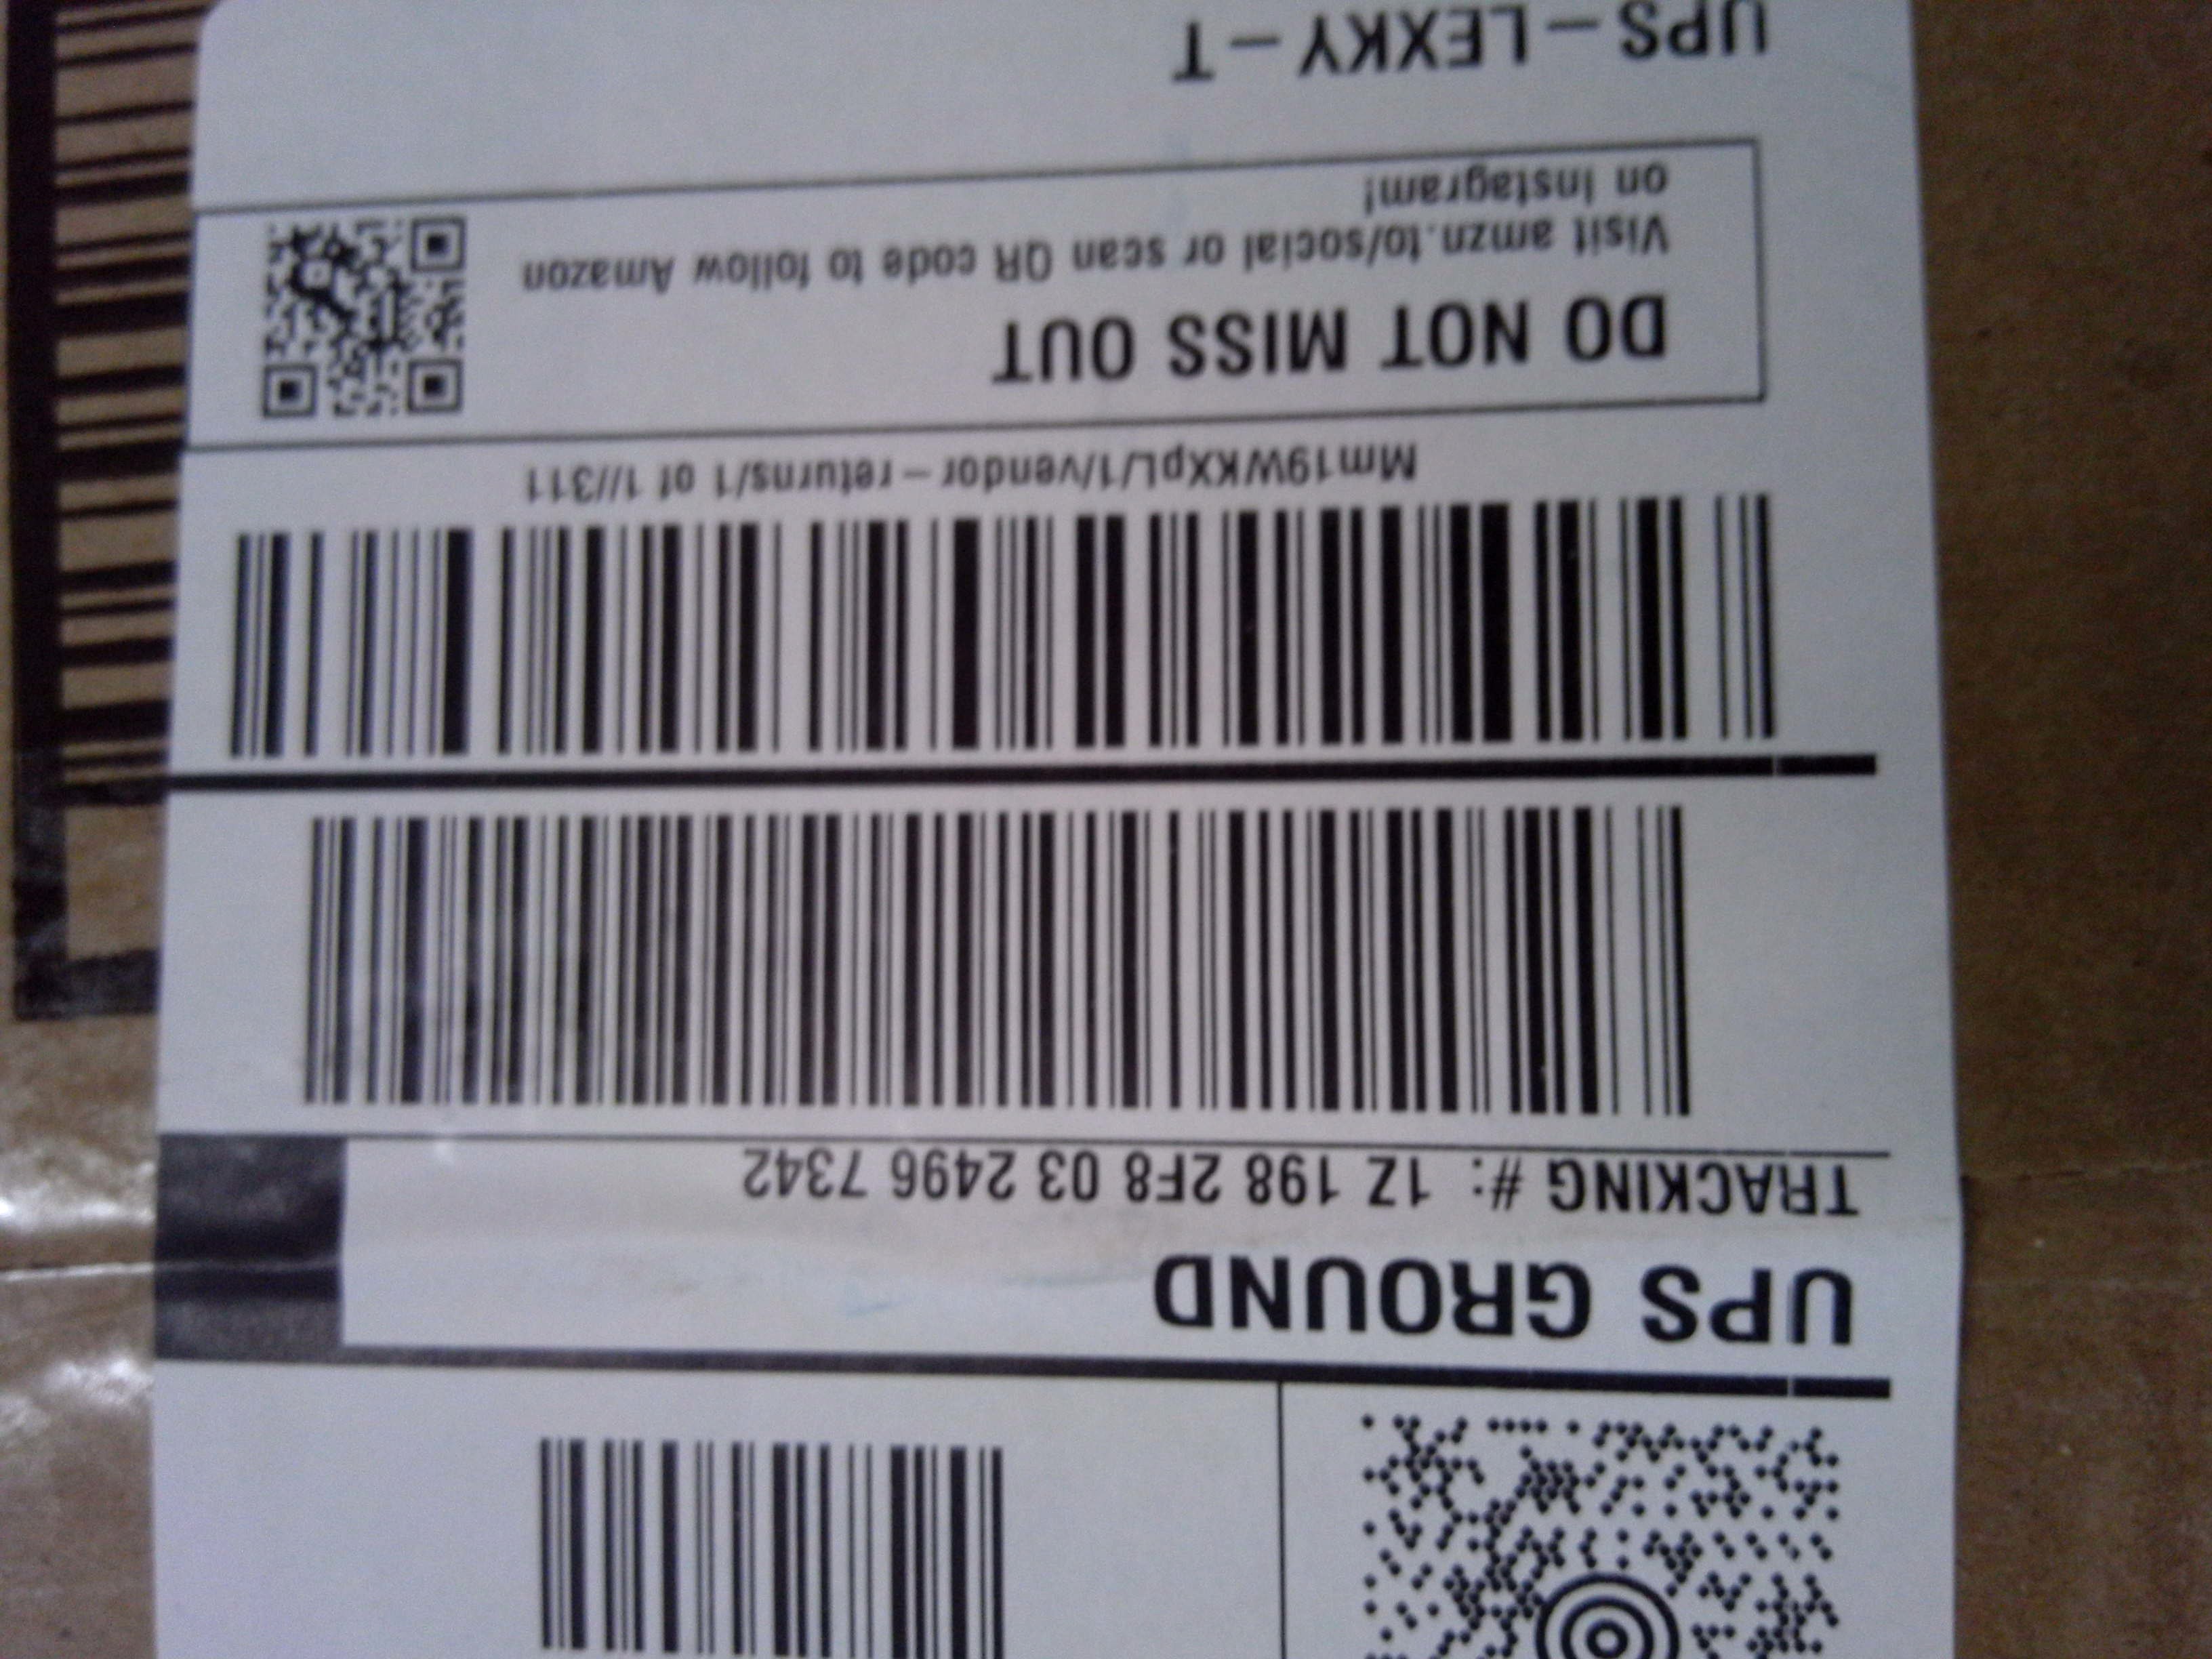 UPS GROUND
TRACKING #: 1Z 198 2F8 03 2496 7342
Mm19WKXpL/1/vendor-returns/1 of 1//311
DO NOT MISS OUT
Visit amzn.to/social or scan QR code to follow Amazon
on Instagram!
UPS-LEXKY-T